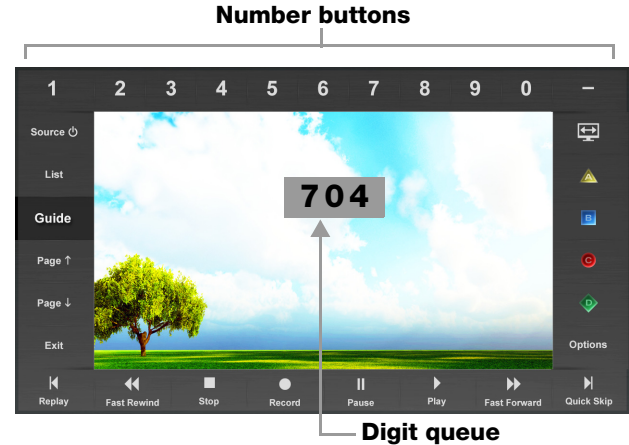 Number buttons
1 2 3 4 5 6 7 8 9 0 –
Source ⏻
List
Guide
Page ↑
Page ↓
Exit
704
A
B
C
D
Options
Replay Fast Rewind Stop Record Pause Play Fast Forward Quick Skip
Digit queue